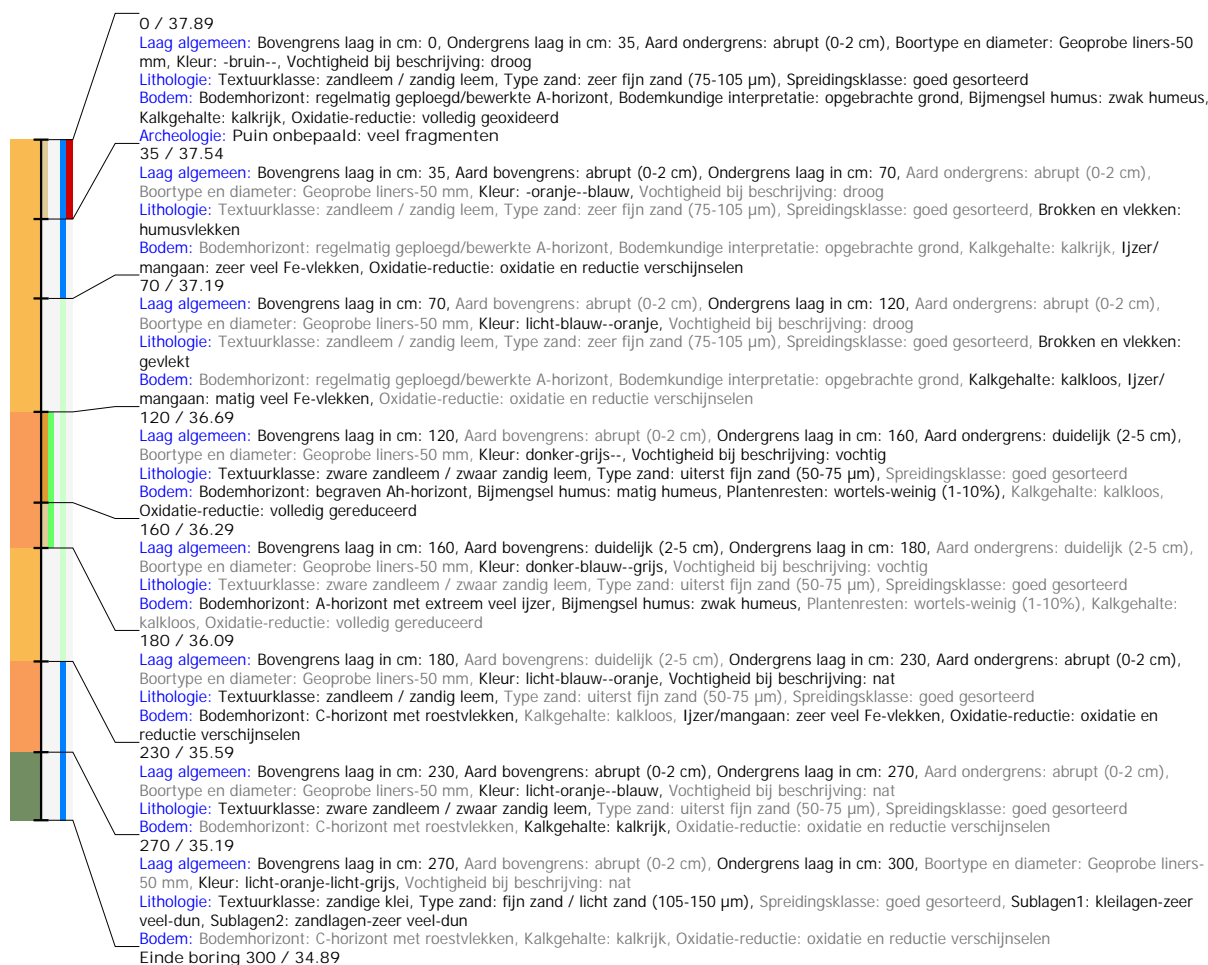 0 / 37.89
Laag algemeen: Bovengrens laag in cm: 0, Ondergrens laag in cm: 35, Aard ondergrens: abrupt (0-2 cm), Boortype en diameter: Geoprobe liners-50
mm, Kleur: -bruin--, Vochtigheid bij beschrijving: droog
Lithologie: Textuurklasse: zandleem / zandig leem, Type zand: zeer fijn zand (75-105 µm), Spreidingsklasse: goed gesorteerd
Bodem: Bodemhorizont: regelmatig geploegd/bewerkte A-horizont, Bodemkundige interpretatie: opgebrachte grond, Bijmengsel humus: zwak humeus,
Kalkgehalte: kalkrijk, Oxidatie-reductie: volledig geoxideerd
Archeologie: Puin onbepaald: veel fragmenten
35 / 37.54
Laag algemeen: Bovengrens laag in cm: 35, Aard bovengrens: abrupt (0-2 cm), Ondergrens laag in cm: 70, Aard ondergrens: abrupt (0-2 cm),
Boortype en diameter: Geoprobe liners-50 mm, Kleur: -oranje--blauw, Vochtigheid bij beschrijving: droog
Lithologie: Textuurklasse: zandleem / zandig leem, Type zand: zeer fijn zand (75-105 µm), Spreidingsklasse: goed gesorteerd, Brokken en vlekken:
humusvlekken
Bodem: Bodemhorizont: regelmatig geploegd/bewerkte A-horizont, Bodemkundige interpretatie: opgebrachte grond, Kalkgehalte: kalkrijk, Ijzer/
mangaan: zeer veel Fe-vlekken, Oxidatie-reductie: oxidatie en reductie verschijnselen
70 / 37.19
Laag algemeen: Bovengrens laag in cm: 70, Aard bovengrens: abrupt (0-2 cm), Ondergrens laag in cm: 120, Aard ondergrens: abrupt (0-2 cm),
Boortype en diameter: Geoprobe liners-50 mm, Kleur: licht-blauw--oranje, Vochtigheid bij beschrijving: droog
Lithologie: Textuurklasse: zandleem / zandig leem, Type zand: zeer fijn zand (75-105 µm), Spreidingsklasse: goed gesorteerd, Brokken en vlekken:
gevlekt
Bodem: Bodemhorizont: regelmatig geploegd/bewerkte A-horizont, Bodemkundige interpretatie: opgebrachte grond, Kalkgehalte: kalkloos, Ijzer/
mangaan: matig veel Fe-vlekken, Oxidatie-reductie: oxidatie en reductie verschijnselen
120 / 36.69
Laag algemeen: Bovengrens laag in cm: 120, Aard bovengrens: abrupt (0-2 cm), Ondergrens laag in cm: 160, Aard ondergrens: duidelijk (2-5 cm),
Boortype en diameter: Geoprobe liners-50 mm, Kleur: donker-grijs--, Vochtigheid bij beschrijving: vochtig
Lithologie: Textuurklasse: zware zandleem / zwaar zandig leem, Type zand: uiterst fijn zand (50-75 µm), Spreidingsklasse: goed gesorteerd
Bodem: Bodemhorizont: begraven Ah-horizont, Bijmengsel humus: matig humeus, Plantenresten: wortels-weinig (1-10%), Kalkgehalte: kalkloos,
Oxidatie-reductie: volledig gereduceerd
160 / 36.29
Laag algemeen: Bovengrens laag in cm: 160, Aard bovengrens: duidelijk (2-5 cm), Ondergrens laag in cm: 180, Aard ondergrens: duidelijk (2-5 cm),
Boortype en diameter: Geoprobe liners-50 mm, Kleur: donker-blauw--grijs, Vochtigheid bij beschrijving: vochtig
Lithologie: Textuurklasse: zware zandleem / zwaar zandig leem, Type zand: uiterst fijn zand (50-75 µm), Spreidingsklasse: goed gesorteerd
Bodem: Bodemhorizont: A-horizont met extreem veel ijzer, Bijmengsel humus: zwak humeus, Plantenresten: wortels-weinig (1-10%), Kalkgehalte:
kalkloos, Oxidatie-reductie: volledig gereduceerd
180 / 36.09
Laag algemeen: Bovengrens laag in cm: 180, Aard bovengrens: duidelijk (2-5 cm), Ondergrens laag in cm: 230, Aard ondergrens: abrupt (0-2 cm),
Boortype en diameter: Geoprobe liners-50 mm, Kleur: licht-blauw--oranje, Vochtigheid bij beschrijving: nat
Lithologie: Textuurklasse: zandleem / zandig leem, Type zand: uiterst fijn zand (50-75 µm), Spreidingsklasse: goed gesorteerd
Bodem: Bodemhorizont: C-horizont met roestvlekken, Kalkgehalte: kalkloos, Ijzer/mangaan: zeer veel Fe-vlekken, Oxidatie-reductie: oxidatie en
reductie verschijnselen
230 / 35.59
Laag algemeen: Bovengrens laag in cm: 230, Aard bovengrens: abrupt (0-2 cm), Ondergrens laag in cm: 270, Aard ondergrens: abrupt (0-2 cm),
Boortype en diameter: Geoprobe liners-50 mm, Kleur: licht-oranje--blauw, Vochtigheid bij beschrijving: nat
Lithologie: Textuurklasse: zware zandleem / zwaar zandig leem, Type zand: uiterst fijn zand (50-75 µm), Spreidingsklasse: goed gesorteerd
Bodem: Bodemhorizont: C-horizont met roestvlekken, Kalkgehalte: kalkrijk, Oxidatie-reductie: oxidatie en reductie verschijnselen
270 / 35.19
Laag algemeen: Bovengrens laag in cm: 270, Aard bovengrens: abrupt (0-2 cm), Ondergrens laag in cm: 300, Boortype en diameter: Geoprobe liners-
50 mm, Kleur: licht-oranje-licht-grijs, Vochtigheid bij beschrijving: nat
Lithologie: Textuurklasse: zandige klei, Type zand: fijn zand / licht zand (105-150 µm), Spreidingsklasse: goed gesorteerd, Sublagen1: kleilagen-zeer
veel-dun, Sublagen2: zandlagen-zeer veel-dun
Bodem: Bodemhorizont: C-horizont met roestvlekken, Kalkgehalte: kalkrijk, Oxidatie-reductie: oxidatie en reductie verschijnselen
Einde boring 300 / 34.89